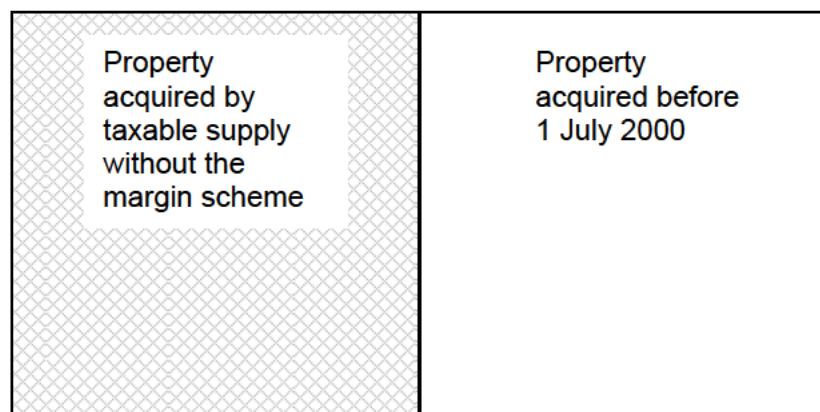 Property
acquired by
taxable supply
without the
margin scheme
Property
acquired before
1 July 2000